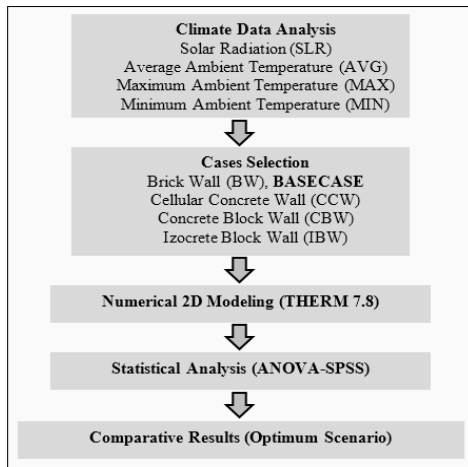 Climate Data Analysis
Solar Radiation (SLR)
Average Ambient Temperature (AVG)
Maximum Ambient Temperature (MAX)
Minimum Ambient Temperature (MIN)
Cases Selection
Brick Wall (BW), BASECASE
Cellular Concrete Wall (CCW)
Concrete Block Wall (CBW)
Izocrete Block Wall (IBW)
Numerical 2D Modeling (THERM 7.8)
Statistical Analysis (ANOVA-SPSS)
Comparative Results (Optimum Scenario)